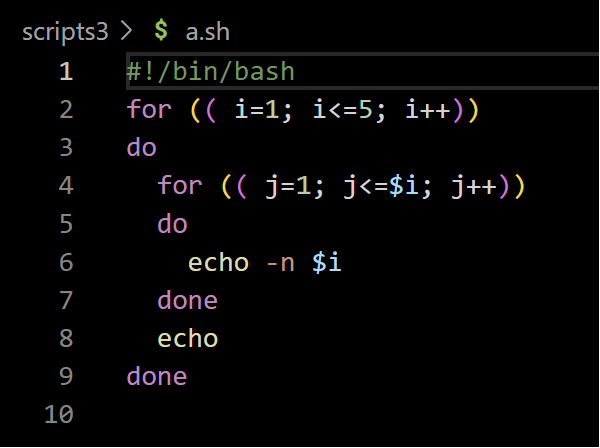 scripts3 > $ a.sh
1 #!/bin/bash
2 for (( i=1; i<=5; i++))
3 do
4   for (( j=1; j<=$i; j++))
5   do
6     echo -n $i
7   done
8   echo
9 done
10